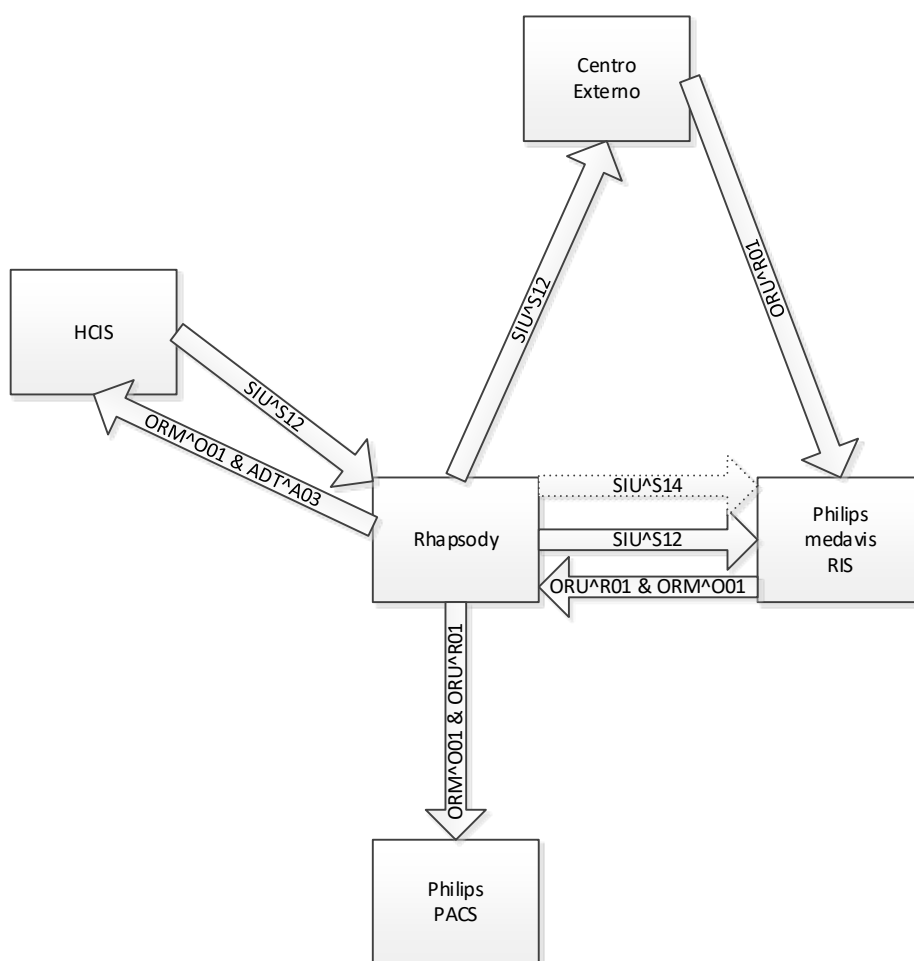 Centro
Externo
SIU^S12
ORU^R01
HCIS
SIU^S12
ORM^O01 & ADT^A03
Rhapsody
SIU^S14
SIU^S12
ORU^R01 & ORM^O01
Philips
medavis
RIS
ORM^O01 & ORU^R01
Philips
PACS